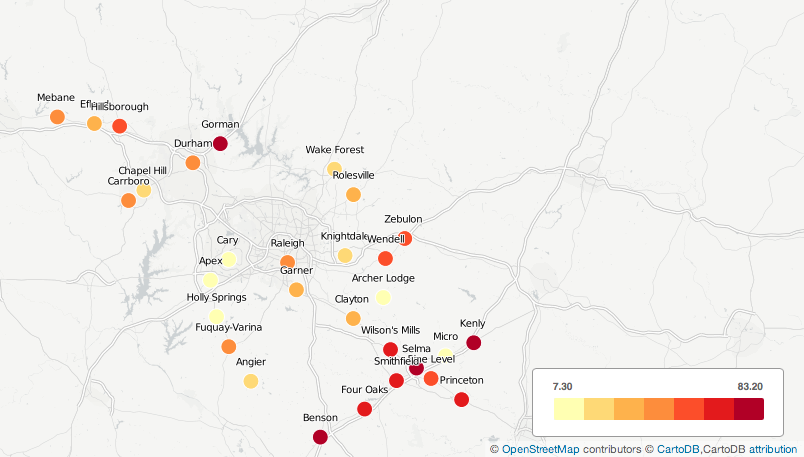 Mebane
Hillsborough
Gorman
Durham
Wake Forest
Chapel Hill
Rolesville
Carrboro
Zebulon
Cary
Raleigh
Knightdale
Wendell
Apex
Garner
Archer Lodge
Holly Springs
Clayton
Fuquay-Varina
Wilson's Mills
Kenly
Micro
Selma
Angier
Smithfield
Level
Four Oaks
Princeton
7.30 83.20
Benson
© OpenStreetMap contributors © CartoDB,CartoDB attribution